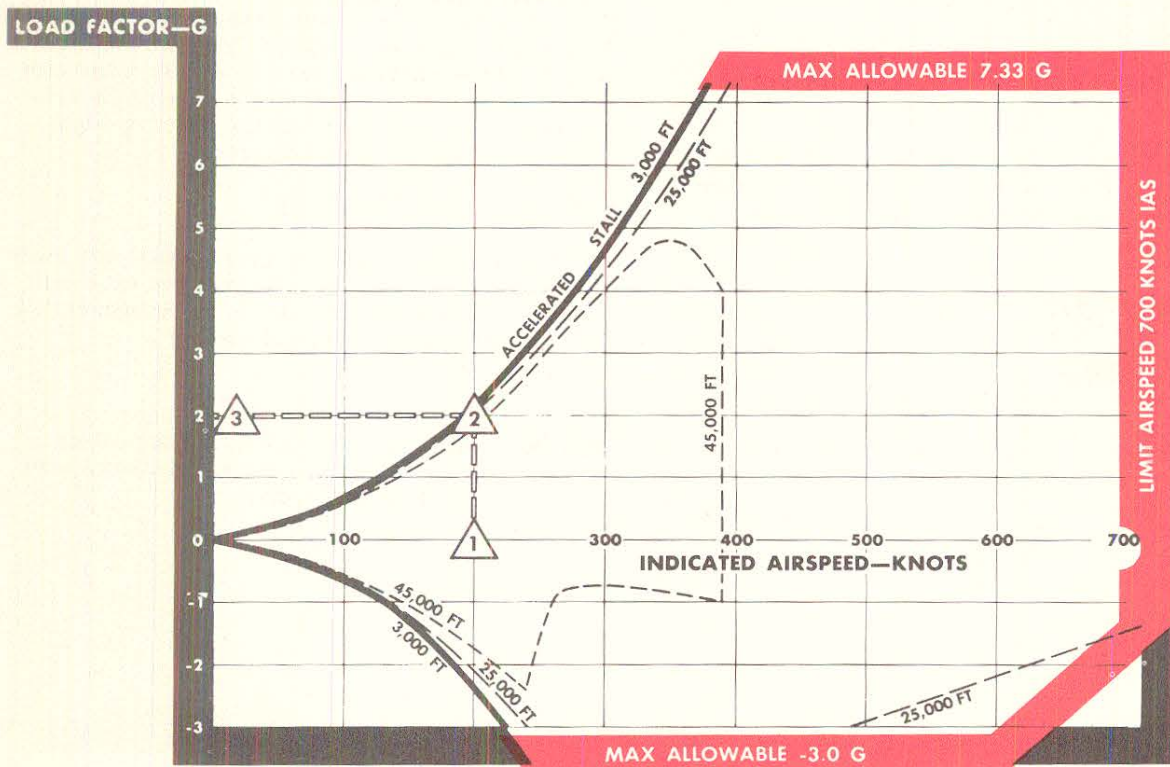 LOAD FACTOR—G
MAX ALLOWABLE 7.33 G
7
3,000 FT
25,000 FT
6
LIMIT AIRSPEED 700 KNOTS IAS
5
ACCELERATED STALL
4
3
45,000 FT
2
3
2
1
0
100
1
300
400
500
600
700
INDICATED AIRSPEED—KNOTS
-1
45,000 FT
3,000 FT
25,000 FT
-2
25,000 FT
-3
MAX ALLOWABLE -3.0 G